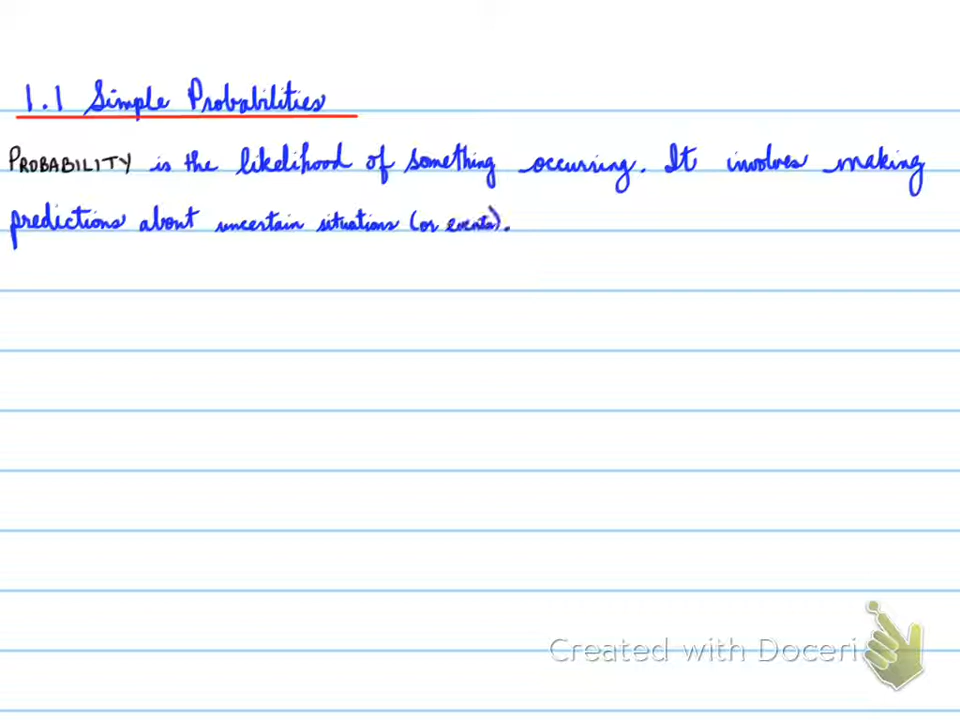 1.1 Simple Probabilities
PROBABILITY is the likelihood of something occurring. It involves making
predictions about uncertain situations (or events).
Created with Doceri